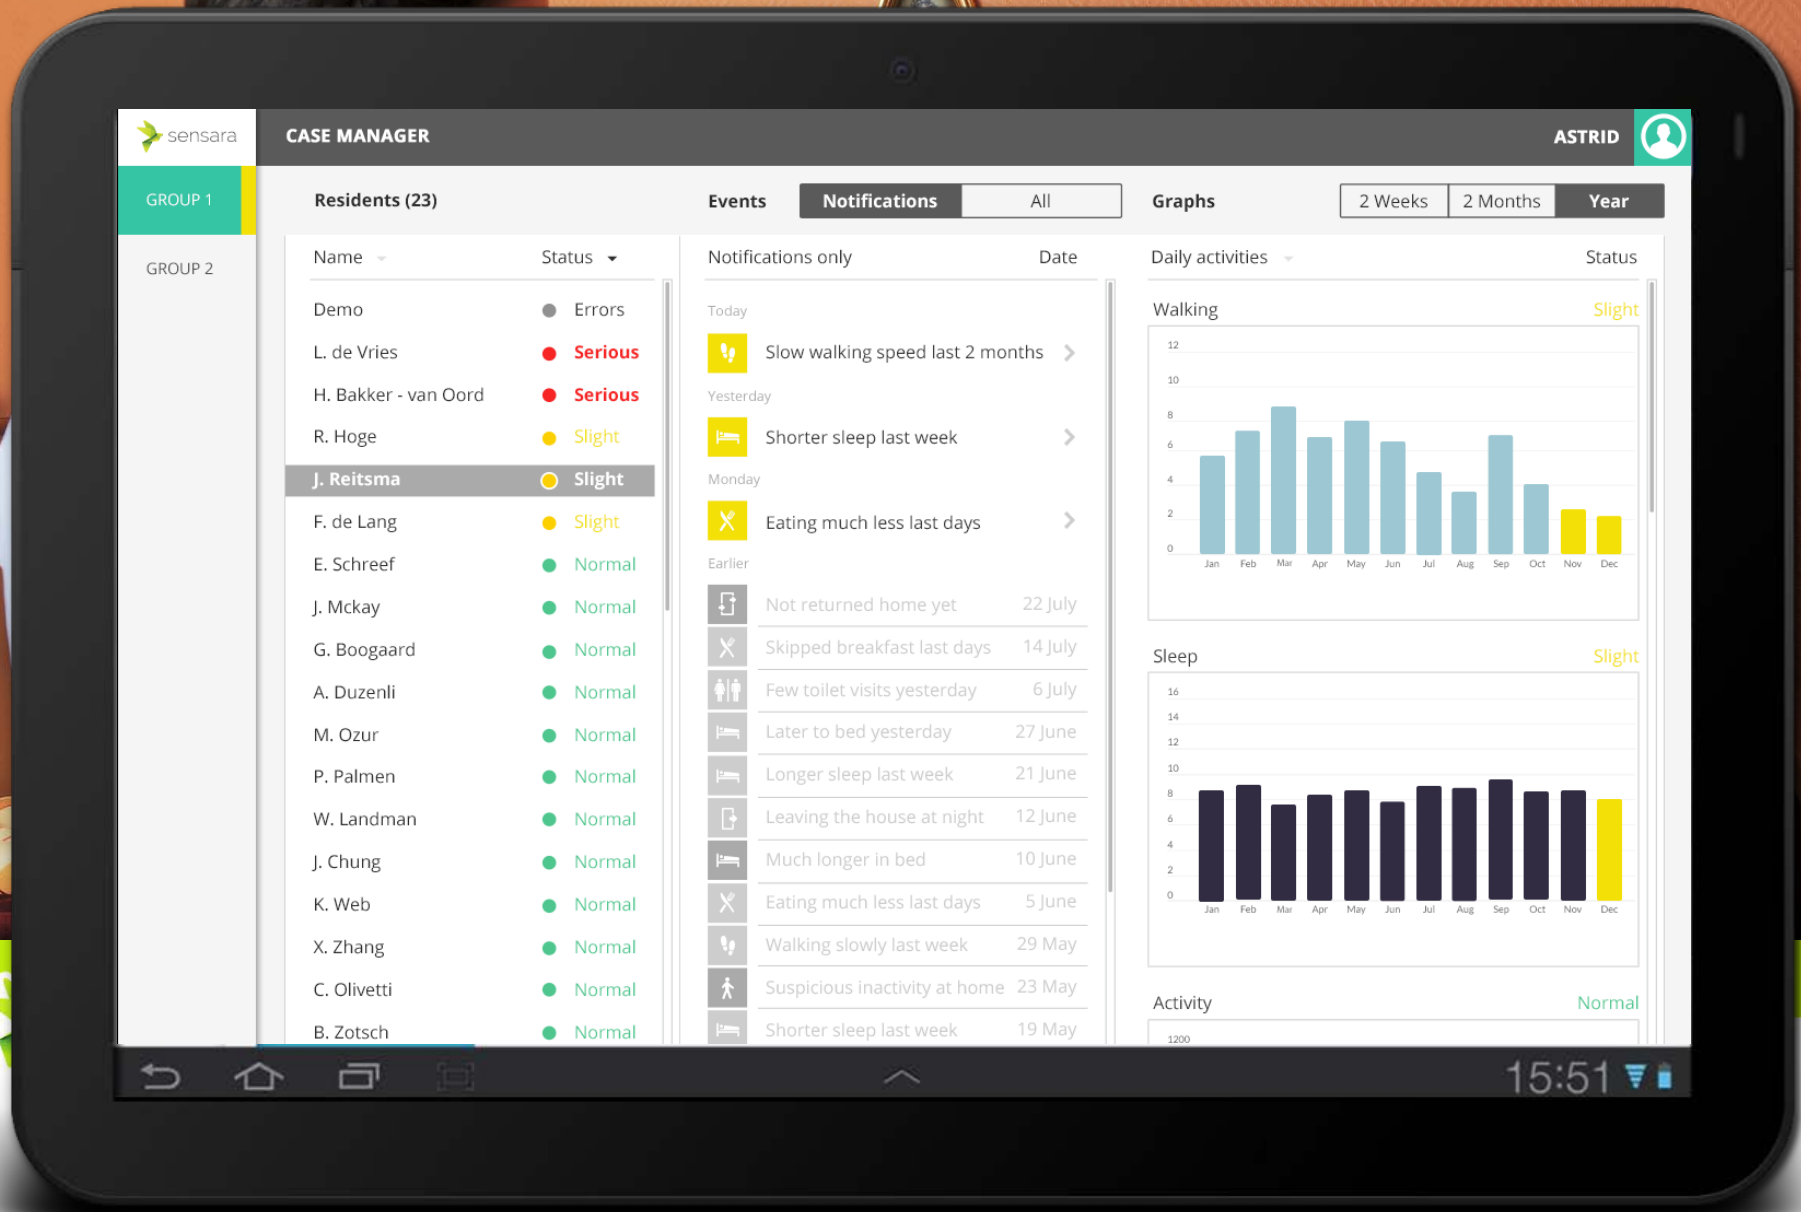 sensara
CASE MANAGER
ASTRID
GROUP 1
GROUP 2
Residents (23)
Name
Status
Demo
Errors
L. de Vries
Serious
H. Bakker - van Oord
Serious
R. Hoge
Slight
J. Reitsma
Slight
F. de Lang
Slight
E. Schreef
Normal
J. Mckay
Normal
G. Boogaard
Normal
A. Duzenli
Normal
M. Ozur
Normal
P. Palmen
Normal
W. Landman
Normal
J. Chung
Normal
K. Web
Normal
X. Zhang
Normal
C. Olivetti
Normal
B. Zotsch
Normal
Events
Notifications
All
Notifications only
Date
Today
Slow walking speed last 2 months
Yesterday
Shorter sleep last week
Monday
Eating much less last days
Earlier
Not returned home yet
22 July
Skipped breakfast last days
14 July
Few toilet visits yesterday
6 July
Later to bed yesterday
27 June
Longer sleep last week
21 June
Leaving the house at night
12 June
Much longer in bed
10 June
Eating much less last days
5 June
Walking slowly last week
29 May
Suspicious inactivity at home
23 May
Shorter sleep last week
19 May
Graphs
2 Weeks
2 Months
Year
Daily activities
Status
Walking
Slight
12
10
8
6
4
2
0
Jan Feb Mar Apr May Jun Jul Aug Sep Oct Nov Dec
Sleep
Slight
16
14
12
10
8
6
4
2
0
Jan Feb Mar Apr May Jun Jul Aug Sep Oct Nov Dec
Activity
Normal
1200
15:51